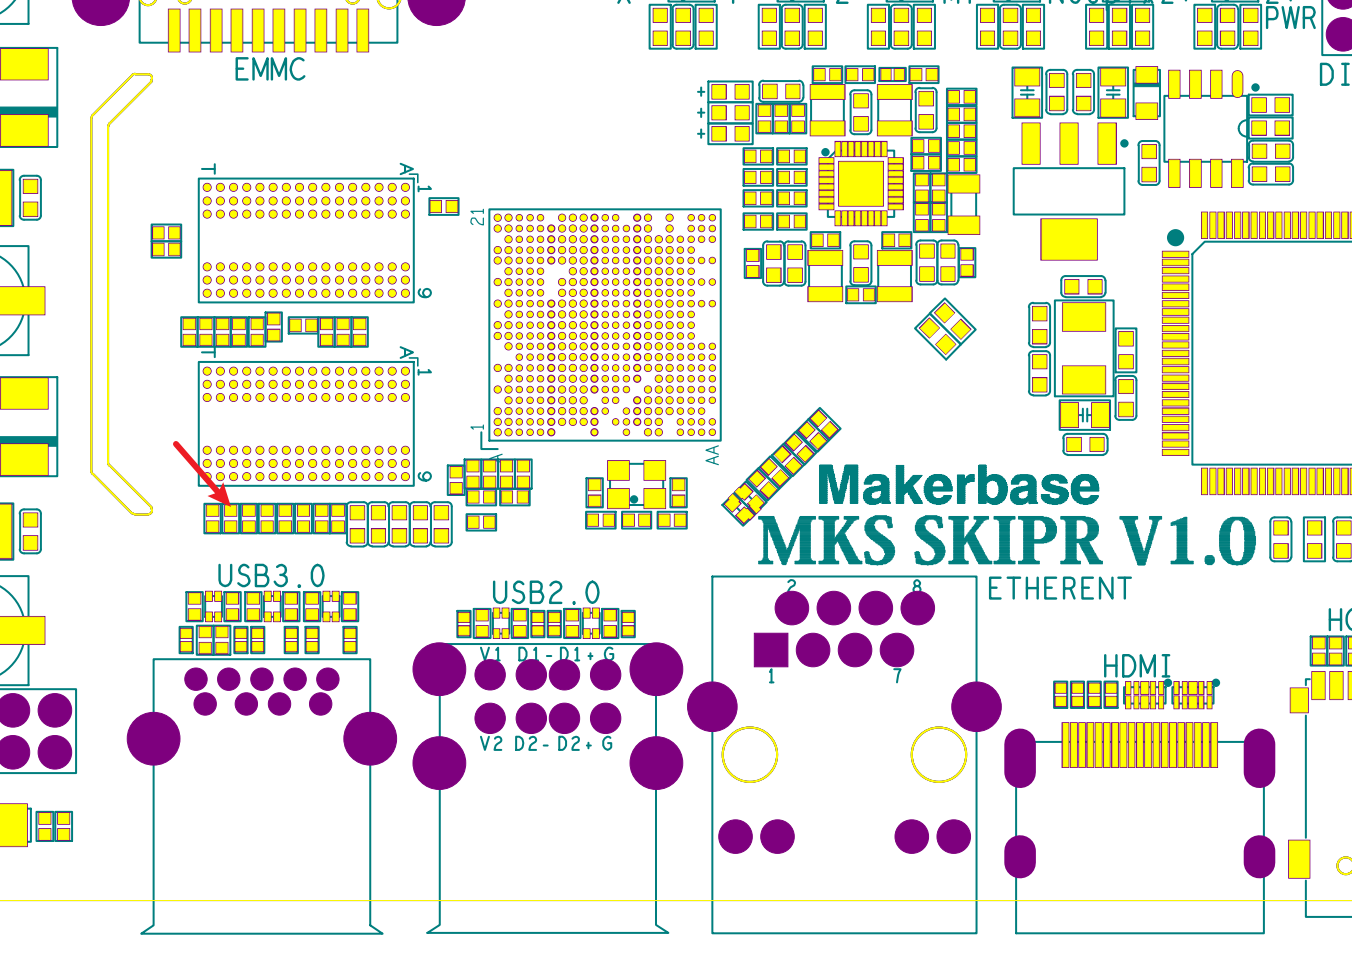 PWR
EMMC
DI
+
+
+
T
A
1
21
9
T
A
1
9
1
A
AA
Makerbase
MKS SKIPR V1.0
USB3.0
USB2.0
ETHERENT
2
8
V1 D1- D1+ G
1
7
HDMI
V2 D2- D2+ G